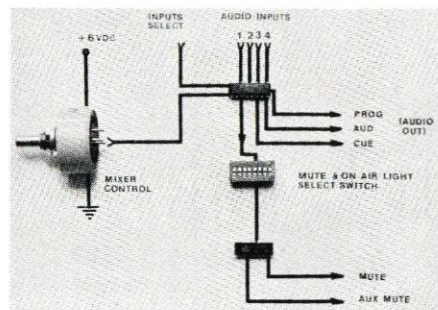 INPUTS
SELECT
AUDIO INPUTS
1 2 3 4
+6VDC
PROG
AUD
CUE
(AUDIO
OUT)
MIXER
CONTROL
MUTE & ON AIR LIGHT
SELECT SWITCH
MUTE
AUX MUTE